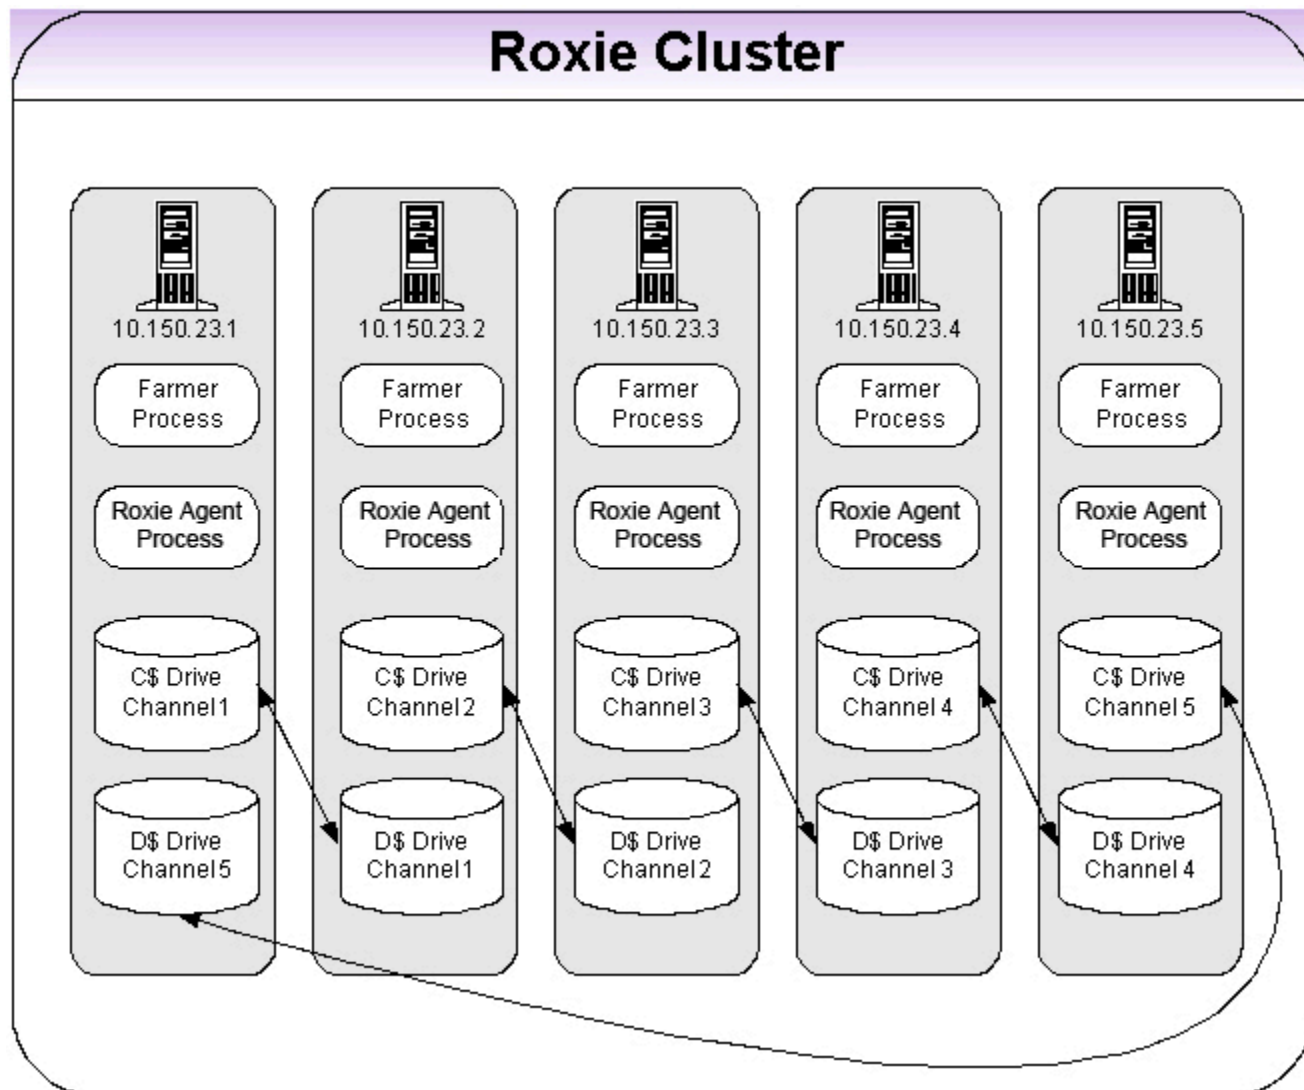 Roxie Cluster
10.150.23.1
10.150.23.2
10.150.23.3
10.150.23.4
10.150.23.5
Farmer
Process
Farmer
Process
Farmer
Process
Farmer
Process
Farmer
Process
Roxie Agent
Process
Roxie Agent
Process
Roxie Agent
Process
Roxie Agent
Process
Roxie Agent
Process
C$ Drive
Channel 1
C$ Drive
Channel 2
C$ Drive
Channel 3
C$ Drive
Channel 4
C$ Drive
Channel 5
D$ Drive
Channel 5
D$ Drive
Channel 1
D$ Drive
Channel 2
D$ Drive
Channel 3
D$ Drive
Channel 4